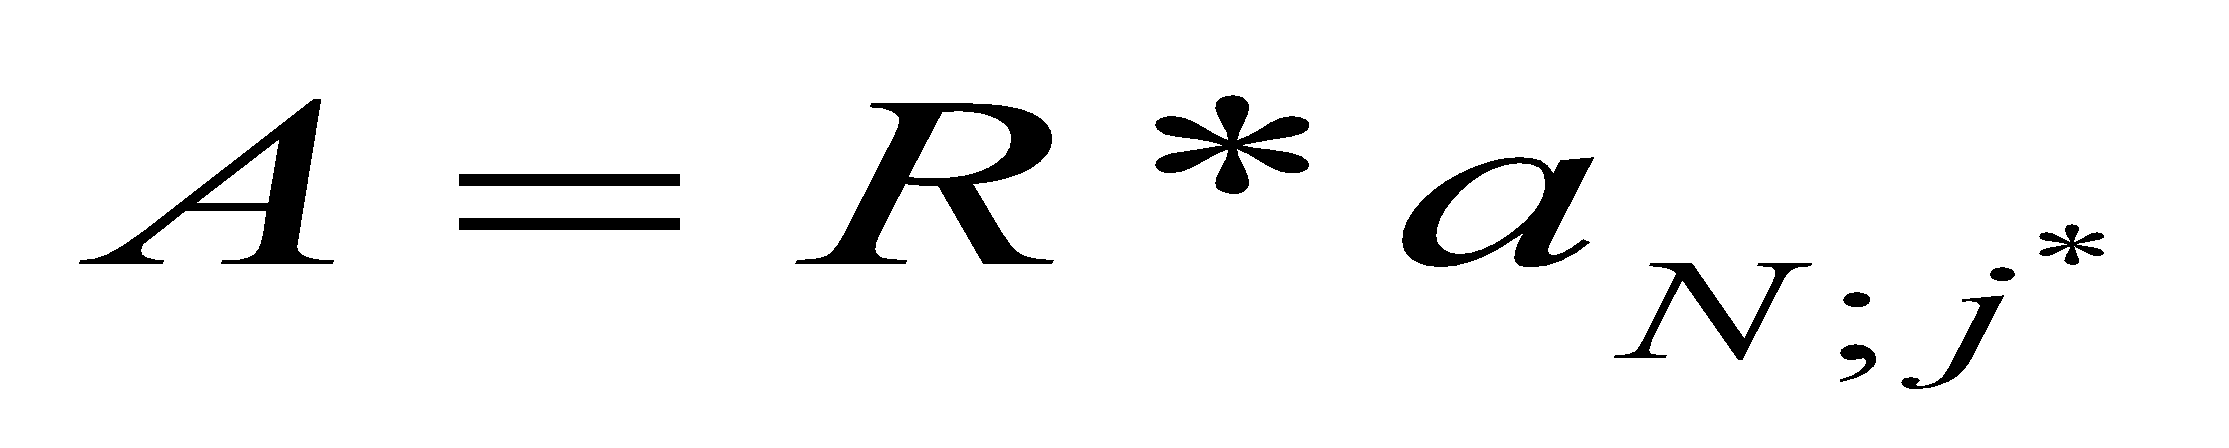 A = R * a_{N; j^*}